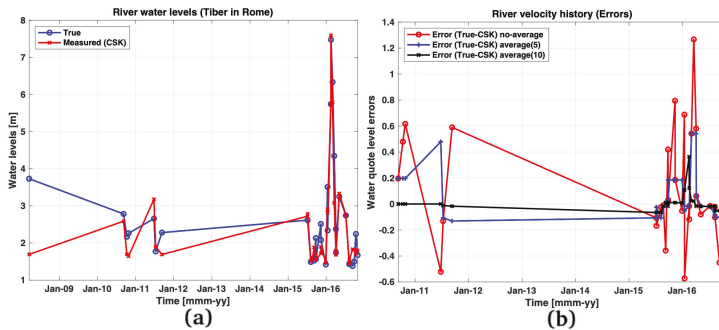 River water levels (Tiber in Rome)
8
7
6
5
4
3
2
1
Water levels [m]
True
Measured (CSK)
Jan-09 Jan-10 Jan-11 Jan-12 Jan-13 Jan-14 Jan-15 Jan-16
Time [mmm-yy]
(a)
River velocity history (Errors)
1.4
1.2
1
0.8
0.6
0.4
0.2
0
-0.2
-0.4
-0.6
Water quote level errors
Error (True-CSK) no-average
Error (True-CSK) average(5)
Error (True-CSK) average(10)
Jan-11 Jan-12 Jan-13 Jan-14 Jan-15 Jan-16
Time [mmm-yy]
(b)